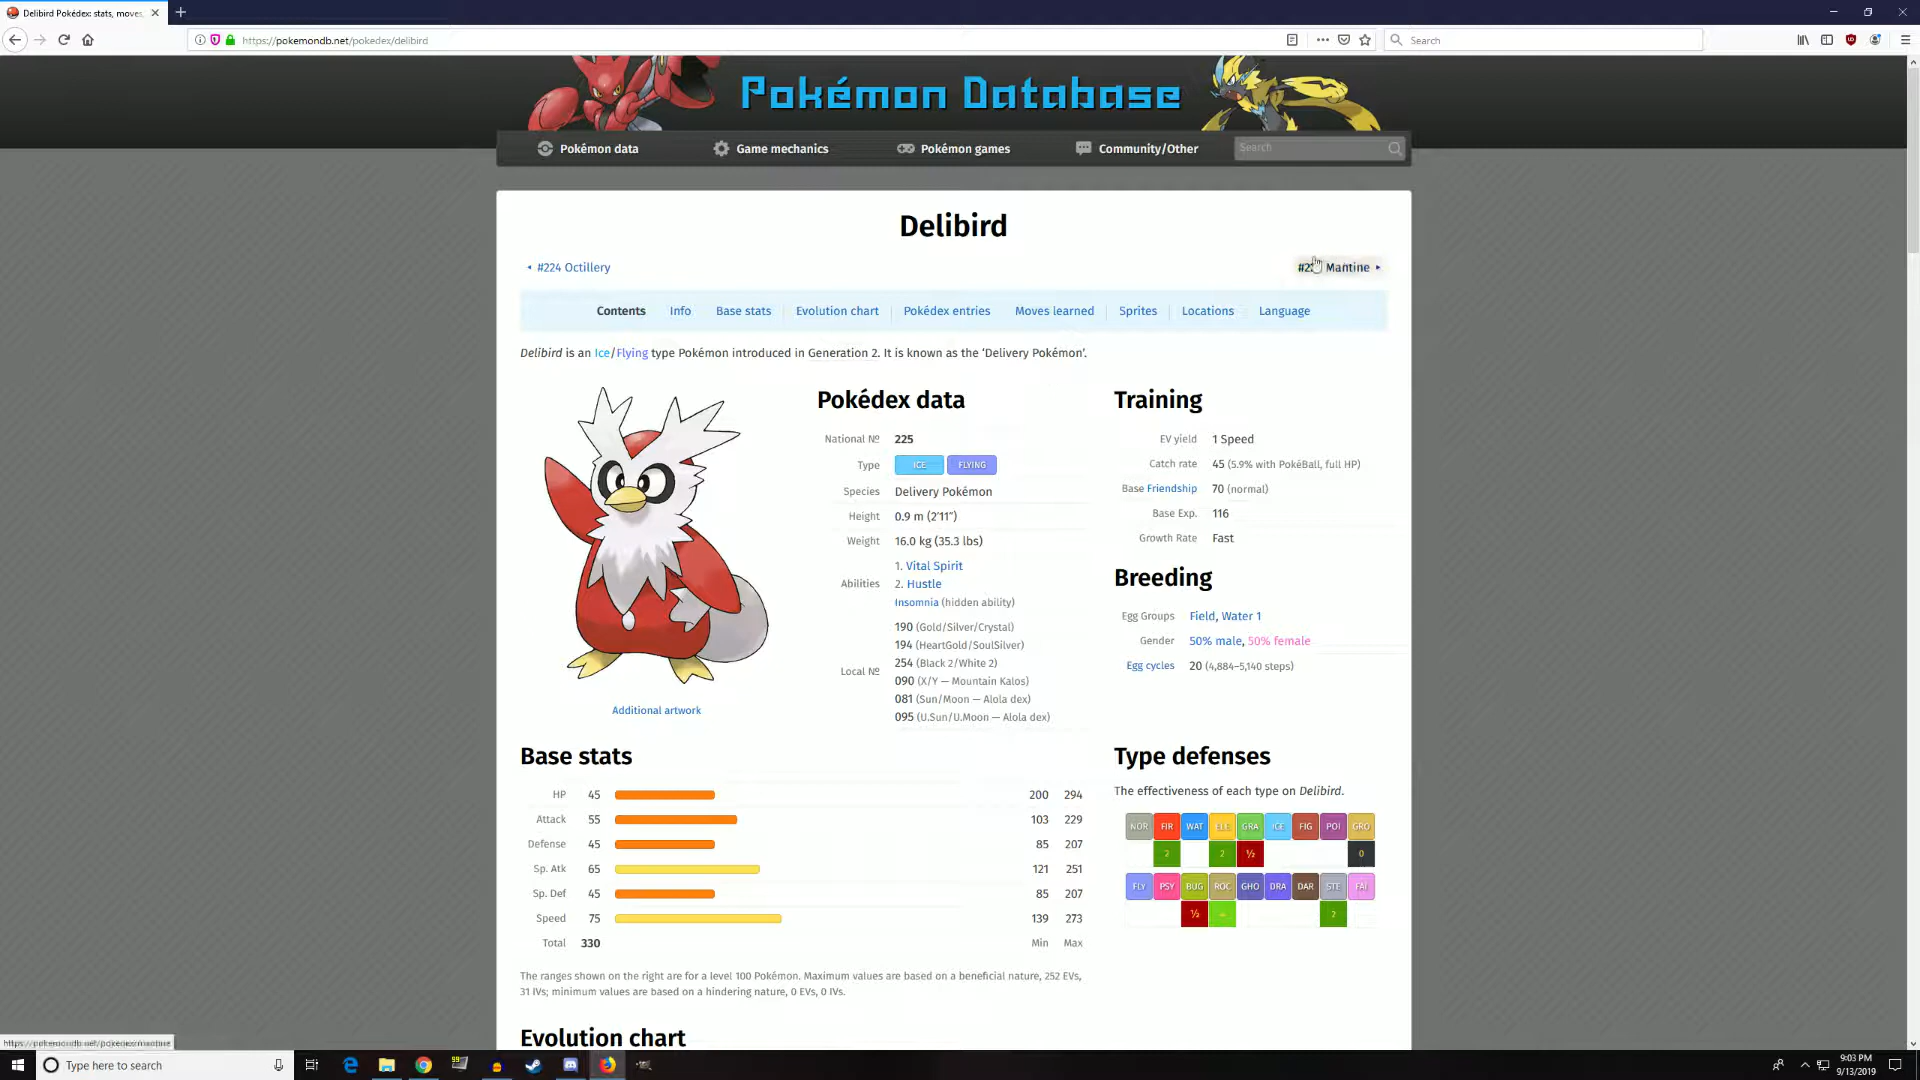 Delibird Pokédex: stats, moves,
https://pokemondb.net/pokedex/delibird
Search
Pokémon Database
Pokémon data
Game mechanics
Pokémon games
Community/Other
Search
Delibird
#224 Octillery
Mantine
Contents
Info
Base stats
Evolution chart
Pokédex entries
Moves learned
Sprites
Locations
Language
Delibird is an Ice/Flying type Pokémon introduced in Generation 2. It is known as the ‘Delivery Pokémon’.
Additional artwork
Pokédex data
National № 225
Type ICE FLYING
Species Delivery Pokémon
Height 0.9 m (2′11″)
Weight 16.0 kg (35.3 lbs)
Abilities 1. Vital Spirit
2. Hustle
Insomnia (hidden ability)
Local № 190 (Gold/Silver/Crystal)
194 (HeartGold/SoulSilver)
254 (Black 2/White 2)
090 (X/Y — Mountain Kalos)
081 (Sun/Moon — Alola dex)
095 (U.Sun/U.Moon — Alola dex)
Training
EV yield 1 Speed
Catch rate 45 (5.9% with PokéBall, full HP)
Base Friendship 70 (normal)
Base Exp. 116
Growth Rate Fast
Breeding
Egg Groups Field, Water 1
Gender 50% male, 50% female
Egg cycles 20 (4,884–5,140 steps)
Base stats
HP 45 200 294
Attack 55 103 229
Defense 45 85 207
Sp. Atk 65 121 251
Sp. Def 45 85 207
Speed 75 139 273
Total 330 Min Max
The ranges shown on the right are for a level 100 Pokémon. Maximum values are based on a beneficial nature, 252 EVs,
31 IVs; minimum values are based on a hindering nature, 0 EVs, 0 IVs.
Type defenses
The effectiveness of each type on Delibird.
NOR FIR WAT ELE GRA ICE FIG POI GRO
2 2 ½ 0
FLY PSY BUG ROC GHO DRA DAR STE FAI
½ 2
Evolution chart
Type here to search
9:03 PM
9/13/2019